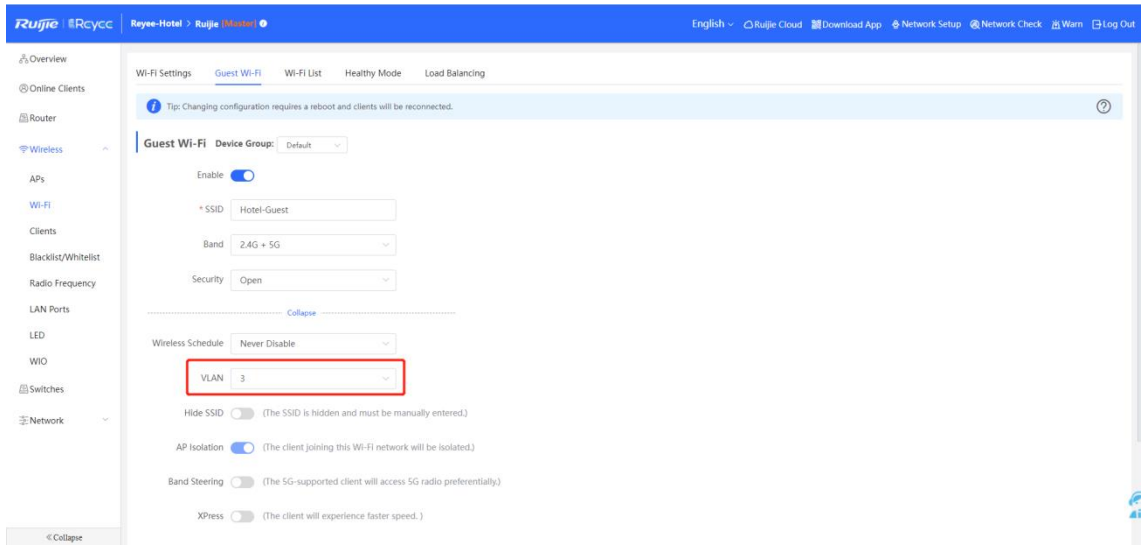 Ruijie | Reyee Reyee-Hotel > Ruijie (Master) English Ruijie Cloud Download App Network Setup Network Check Warn Log Out
Overview
Online Clients
Router
Wireless
APs
Wi-Fi
Clients
Blacklist/Whitelist
Radio Frequency
LAN Ports
LED
WIO
Switches
Network
« Collapse
Wi-Fi Settings Guest Wi-Fi Wi-Fi List Healthy Mode Load Balancing
Tip: Changing configuration requires a reboot and clients will be reconnected.
Guest Wi-Fi Device Group: Default
Enable
* SSID Hotel-Guest
Band 2.4G + 5G
Security Open
Collapse
Wireless Schedule Never Disable
VLAN 3
Hide SSID (The SSID is hidden and must be manually entered.)
AP Isolation (The client joining this Wi-Fi network will be isolated.)
Band Steering (The 5G-supported client will access 5G radio preferentially.)
XPress (The client will experience faster speed. )